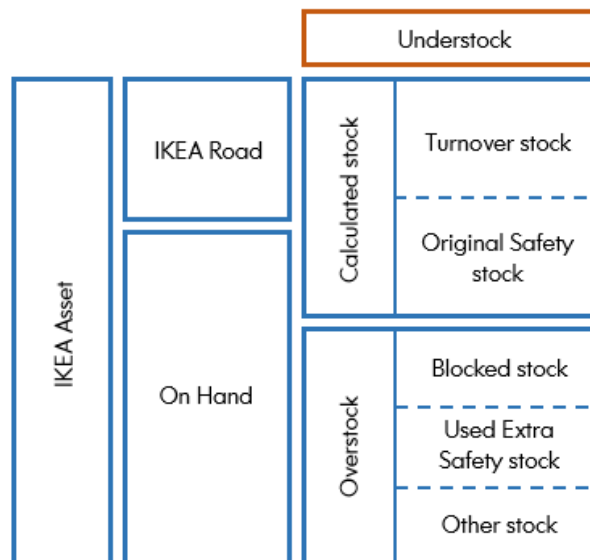 Understock
IKEA Asset
IKEA Road
On Hand
Calculated stock
Turnover stock
Original Safety
stock
Overstock
Blocked stock
Used Extra
Safety stock
Other stock